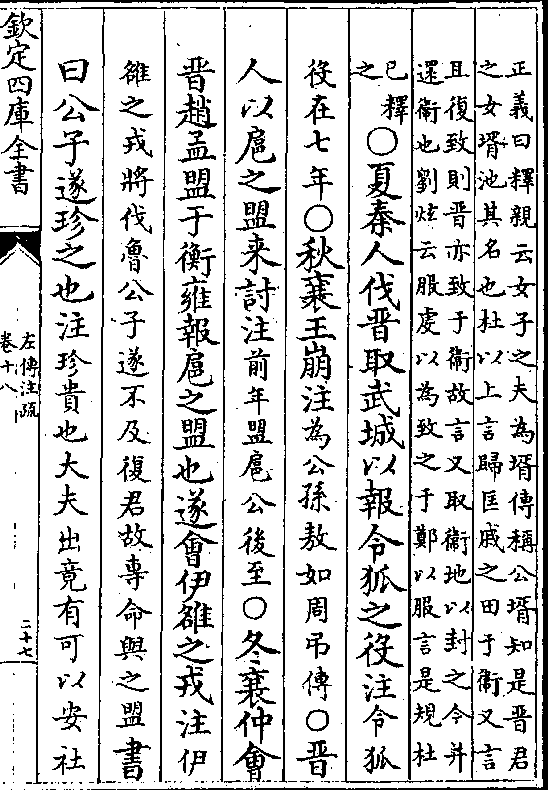 正義曰釋親云女子之夫為壻傳稱公壻知是晉君
之女壻池其名也杜以上言歸匡戚之田于衛又言
且復致則晉亦致于衛故言又取衛地以封之今并
還衛也劉炫云服虔以為致之于鄭以服言是規杜
已釋
之
○夏秦人伐晉取武城以報令狐之役注令狐
役在七年○秋襄王崩注為公孫敖如周弔傳○晉
人以扈之盟来討注前年盟扈公後至○冬襄仲會
晉趙孟盟于衡雍報扈之盟也遂會伊雒之戎注伊
雒之戎將伐魯公子遂不及復君故專命與之盟書
曰公子遂珍之也注珍貴也大夫出竟有可以安社
欽定四庫全書
左傳注疏
卷十八
二十七